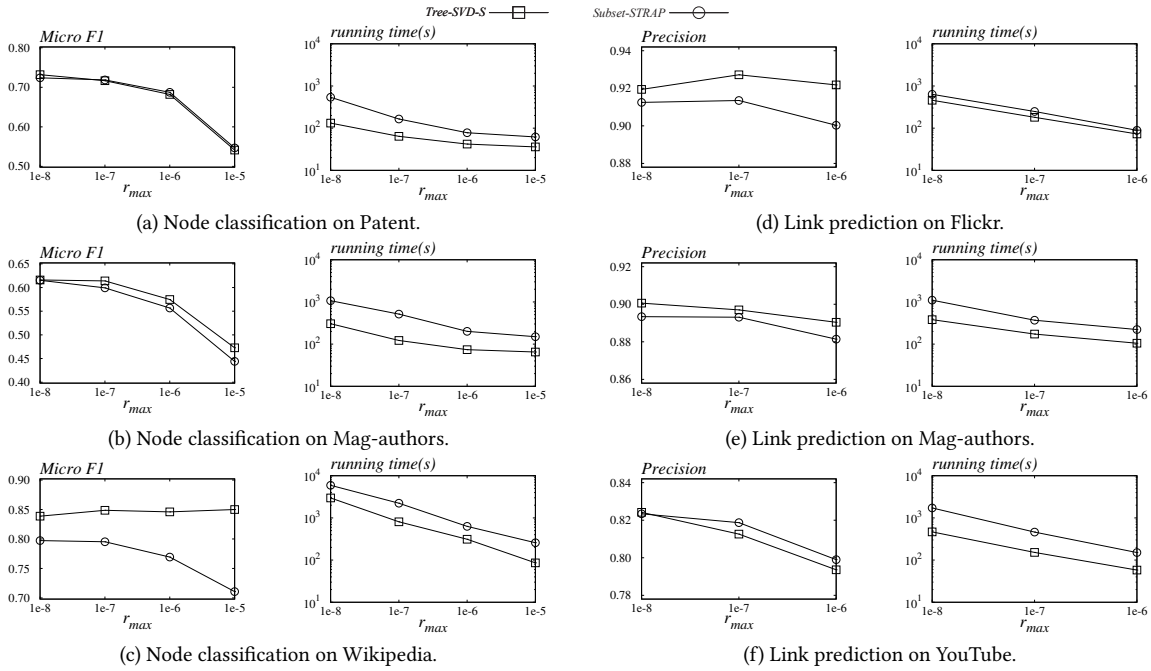 Tree-SVD-S Subset-STRAP
Micro F1 running time(s) Precision running time(s)
0.80 10^4 0.94 10^4
0.70 10^3 0.92 10^3
0.60 10^2 0.90 10^2
0.50 10^1 0.88 10^1
1e-8 1e-7 1e-6 1e-5 1e-8 1e-7 1e-6 1e-5 1e-8 1e-7 1e-6 1e-8 1e-7 1e-6
r_max r_max r_max r_max
(a) Node classification on Patent. (d) Link prediction on Flickr.
Micro F1 running time(s) Precision running time(s)
0.65 10^4 0.92 10^4
0.60 10^3 0.90 10^3
0.55
0.50 10^2 0.88 10^2
0.45
0.40 10^1 0.86 10^1
1e-8 1e-7 1e-6 1e-5 1e-8 1e-7 1e-6 1e-5 1e-8 1e-7 1e-6 1e-8 1e-7 1e-6
r_max r_max r_max r_max
(b) Node classification on Mag-authors. (e) Link prediction on Mag-authors.
Micro F1 running time(s) Precision running time(s)
0.90 10^4 0.84 10^4
0.85 10^3 0.82 10^3
0.80
0.75 10^2 0.80 10^2
0.70 10^1 0.78 10^1
1e-8 1e-7 1e-6 1e-5 1e-8 1e-7 1e-6 1e-5 1e-8 1e-7 1e-6 1e-8 1e-7 1e-6
r_max r_max r_max r_max
(c) Node classification on Wikipedia. (f) Link prediction on YouTube.